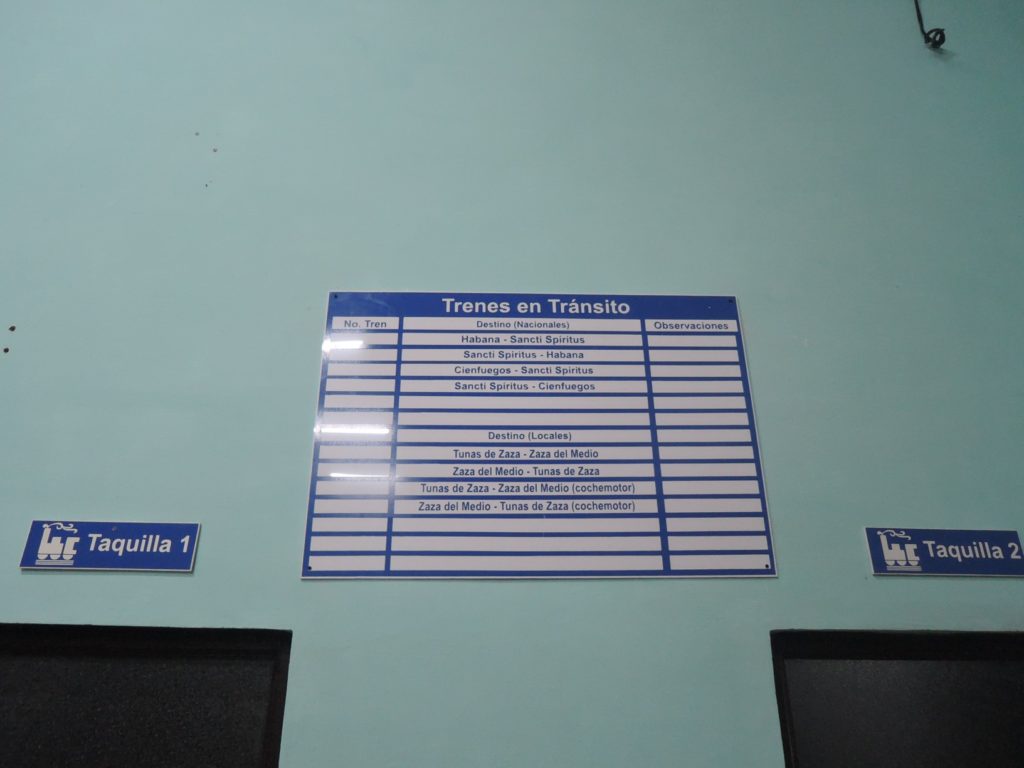 Trenes en Tránsito
No. Tren Destino (Nacionales) Observaciones
Habana - Sancti Spiritus
Sancti Spiritus - Habana
Cienfuegos - Sancti Spiritus
Sancti Spiritus - Cienfuegos
Destino (Locales)
Tunas de Zaza - Zaza del Medio
Zaza del Medio - Tunas de Zaza
Tunas de Zaza - Zaza del Medio (cochemotor)
Zaza del Medio - Tunas de Zaza (cochemotor)
Taquilla 1
Taquilla 2